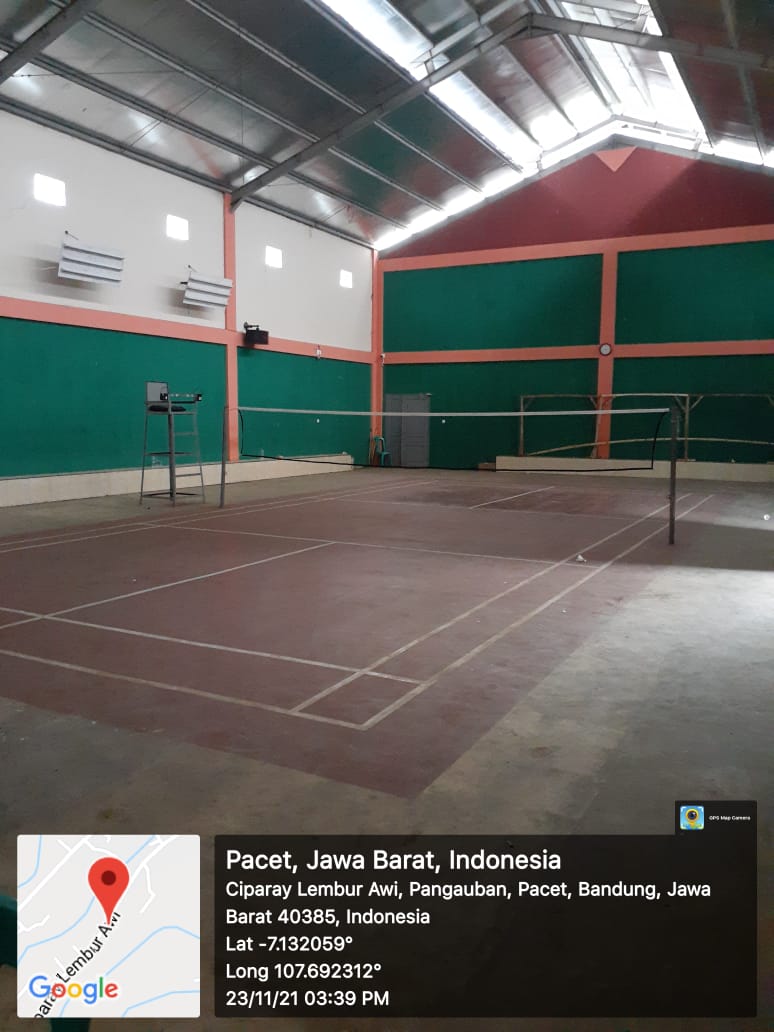 GPS Map Camera
Pacet, Jawa Barat, Indonesia
Ciparay Lembur Awi, Pangauban, Pacet, Bandung, Jawa
Barat 40385, Indonesia
Lat -7.132059°
Long 107.692312°
23/11/21 03:39 PM
Lembur Awi
Google